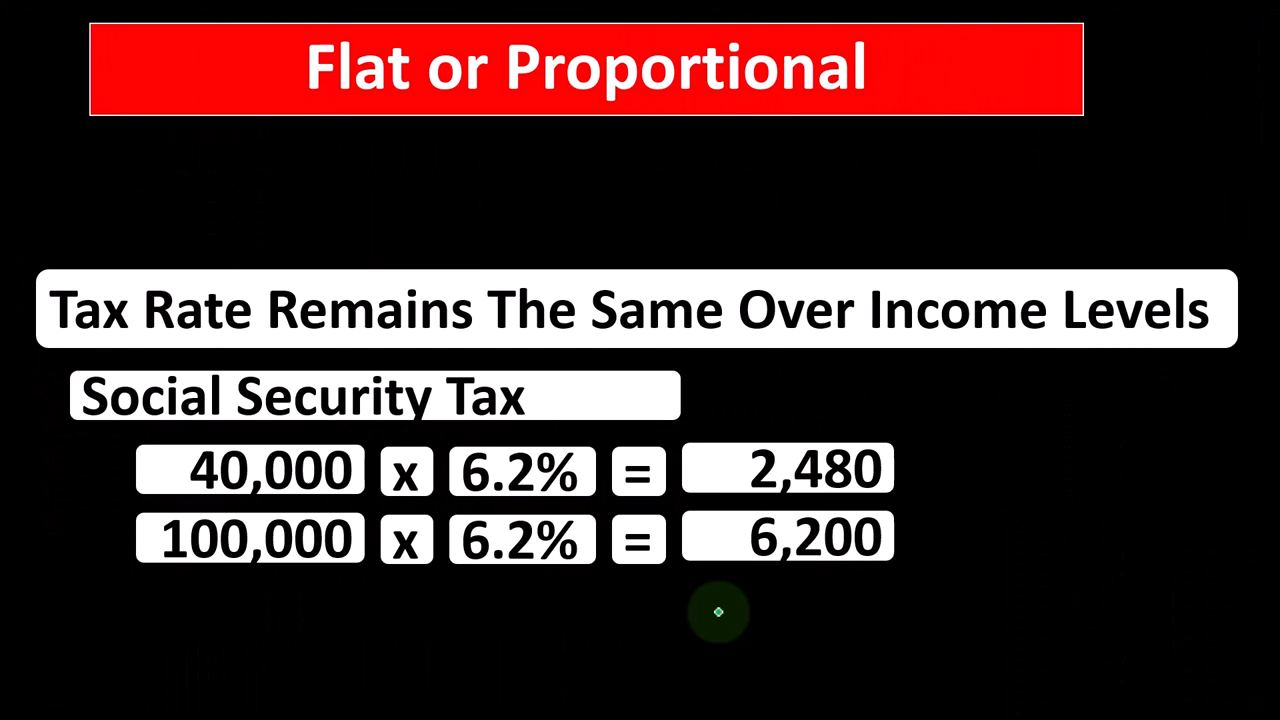 Flat or Proportional
Tax Rate Remains The Same Over Income Levels
Social Security Tax
40,000 x 6.2% = 2,480
100,000 x 6.2% = 6,200